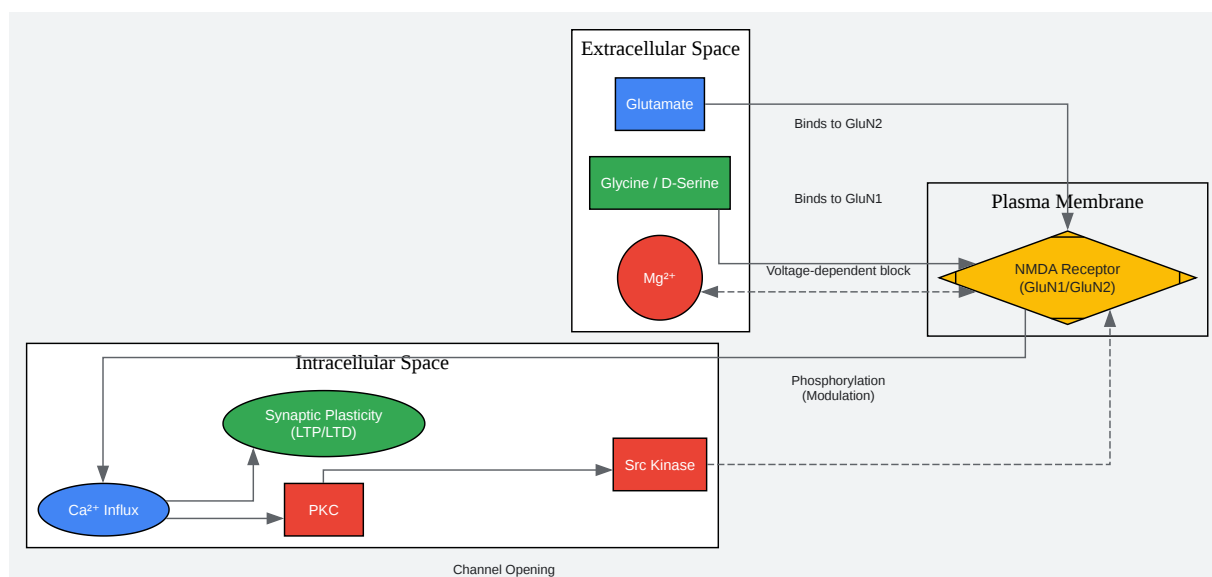 Extracellular Space
Glutamate
Binds to GluN2
Glycine / D-Serine
Binds to GluN1
Plasma Membrane
Mg²⁺
Voltage-dependent block
NMDA Receptor
(GluN1/GluN2)
Intracellular Space
Phosphorylation
(Modulation)
Synaptic Plasticity
(LTP/LTD)
Src Kinase
Ca²⁺ Influx
PKC
Channel Opening